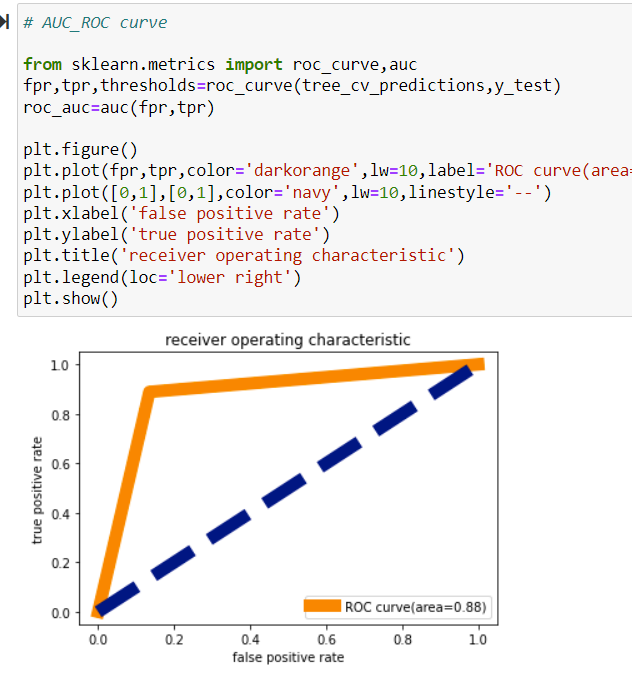 # AUC_ROC curve
from sklearn.metrics import roc_curve,auc
fpr,tpr,thresholds=roc_curve(tree_cv_predictions,y_test)
roc_auc=auc(fpr,tpr)
plt.figure()
plt.plot(fpr,tpr,color='darkorange',lw=10,label='ROC curve(area=
plt.plot([0,1],[0,1],color='navy',lw=10,linestyle='--')
plt.xlabel('false positive rate')
plt.ylabel('true positive rate')
plt.title('receiver operating characteristic')
plt.legend(loc='lower right')
plt.show()
receiver operating characteristic
true positive rate
1.0
0.8
0.6
0.4
0.2
0.0
ROC curve(area=0.88)
0.0 0.2 0.4 0.6 0.8 1.0
false positive rate